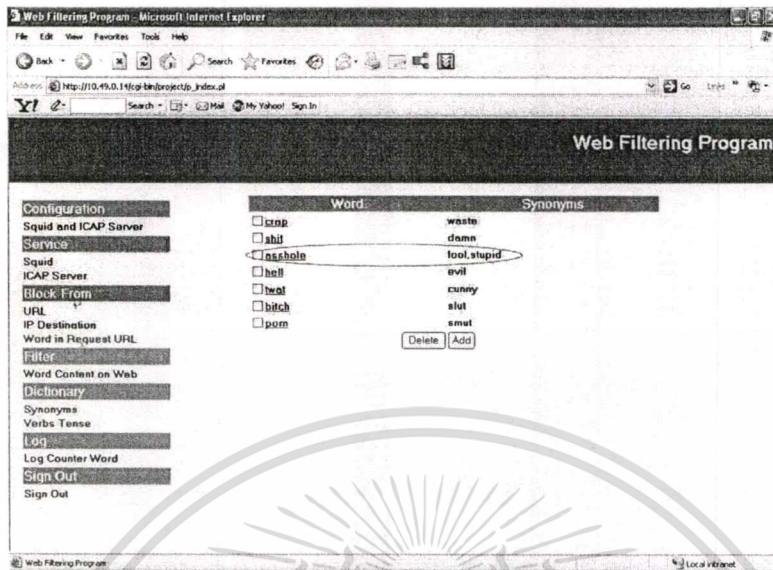 Web Filtering Program - Microsoft Internet Explorer
File Edit View Favorites Tools Help
Back Search Favorites
Address http://10.49.0.14/cgi-bin/project/p_index.pl Go Links »
Y! Search Mail My Yahoo! Sign In
Web Filtering Program
Configuration
Squid and ICAP Server
Service
Squid
ICAP Server
Block From
URL
IP Destination
Word in Request URL
Filter
Word Content on Web
Dictionary
Synonyms
Verbs Tense
Log
Log Counter Word
Sign Out
Sign Out
Word Synonyms
crap waste
shit damn
asshole fool,stupid
hell evil
twat cunny
bitch slut
porn smut
Delete Add
Web Filtering Program Local intranet